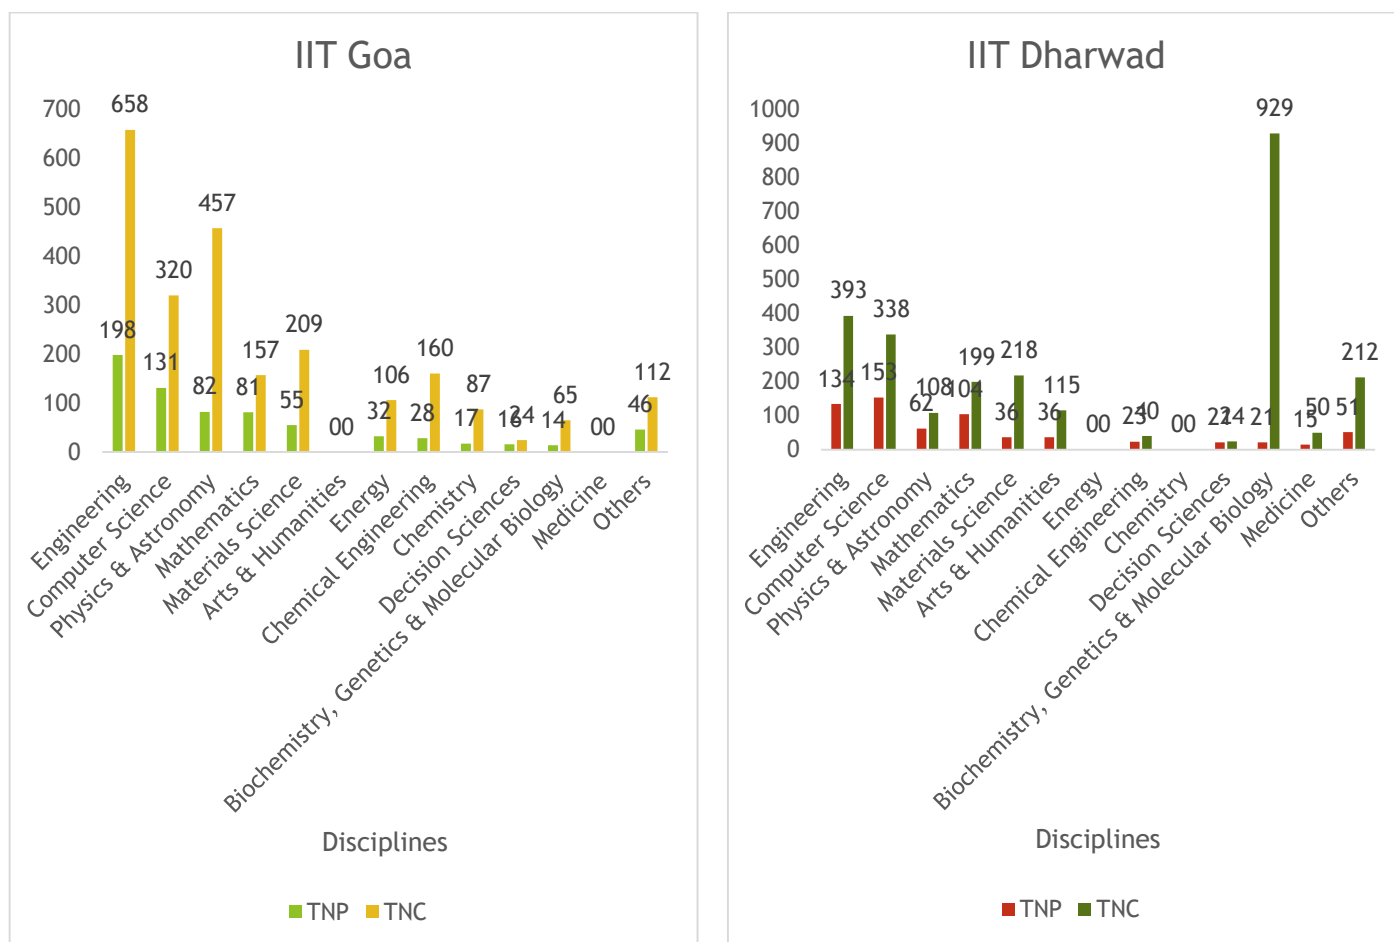 IIT Goa
700
600
500
400
300
200
100
0
658
198
320
131
457
82
157
81
209
55
00
106
32
160
28
87
17
16
24
65
14
00
112
46
Engineering
Computer Science
Physics & Astronomy
Mathematics
Materials Science
Arts & Humanities
Energy
Chemical Engineering
Chemistry
Decision Sciences
Biochemistry, Genetics & Molecular Biology
Medicine
Others
Disciplines
TNP TNC
IIT Dharwad
1000
900
800
700
600
500
400
300
200
100
0
393
134
338
153
108
62
199
104
218
36
115
36
00
23
40
00
22
24
929
21
50
15
212
51
Engineering
Computer Science
Physics & Astronomy
Mathematics
Materials Science
Arts & Humanities
Energy
Chemical Engineering
Chemistry
Decision Sciences
Biochemistry, Genetics & Molecular Biology
Medicine
Others
Disciplines
TNP TNC